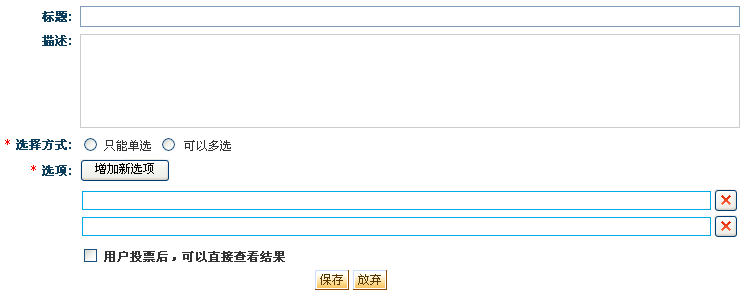 标题:
描述:
* 选择方式: 只能单选 可以多选
* 选项: 增加新选项
用户投票后，可以直接查看结果
保存 放弃